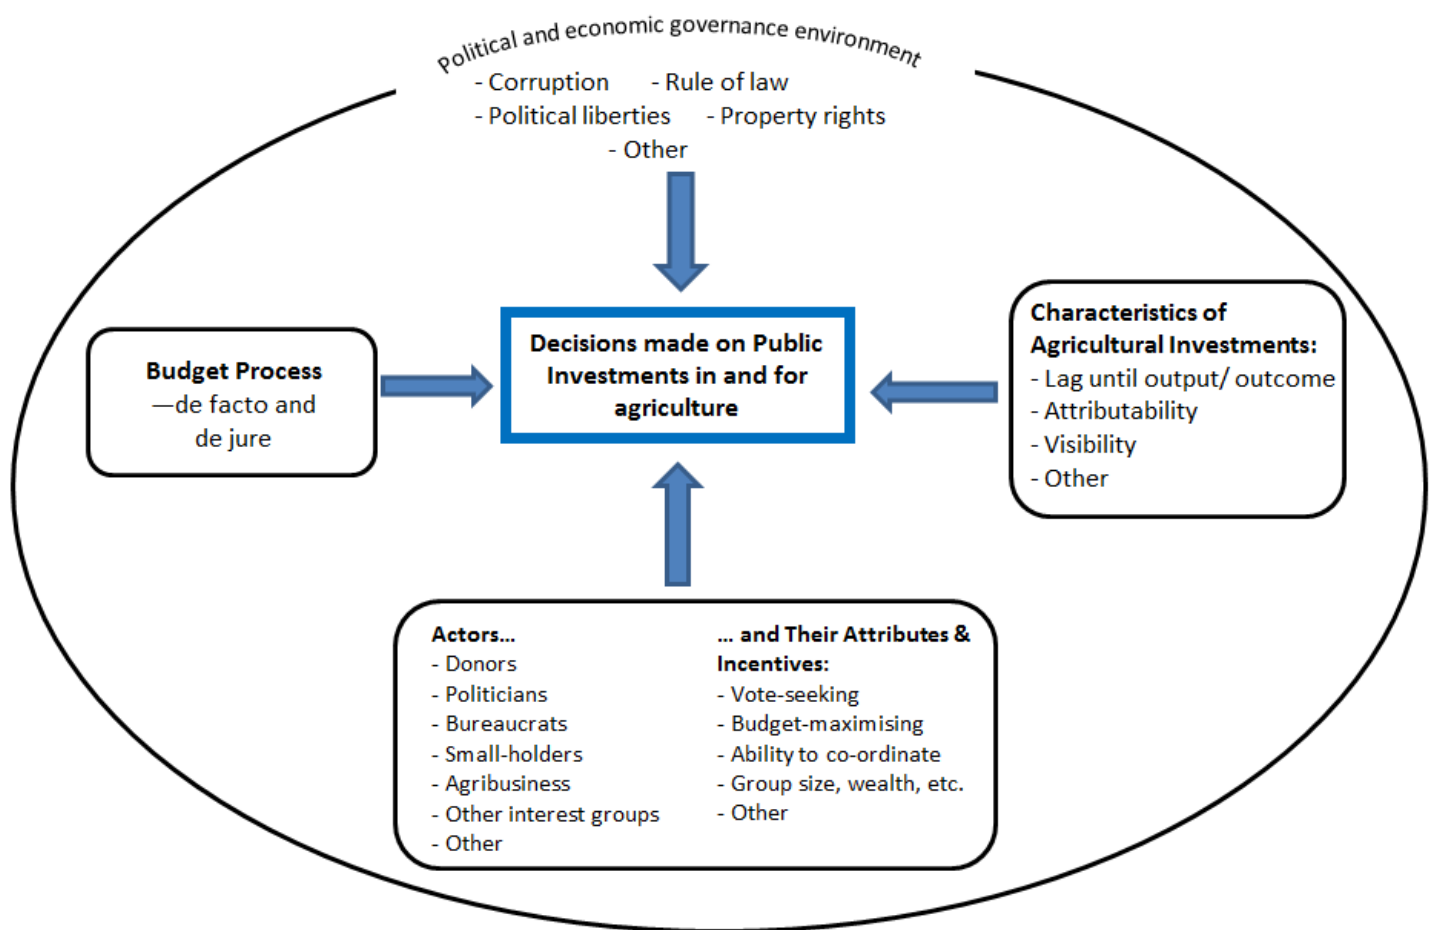 Political and economic governance environment
- Corruption - Rule of law
- Political liberties - Property rights
- Other
Budget Process
—de facto and
de jure
Decisions made on Public
Investments in and for
agriculture
Characteristics of
Agricultural Investments:
- Lag until output/ outcome
- Attributability
- Visibility
- Other
Actors...
- Donors
- Politicians
- Bureaucrats
- Small-holders
- Agribusiness
- Other interest groups
- Other
... and Their Attributes &
Incentives:
- Vote-seeking
- Budget-maximising
- Ability to co-ordinate
- Group size, wealth, etc.
- Other